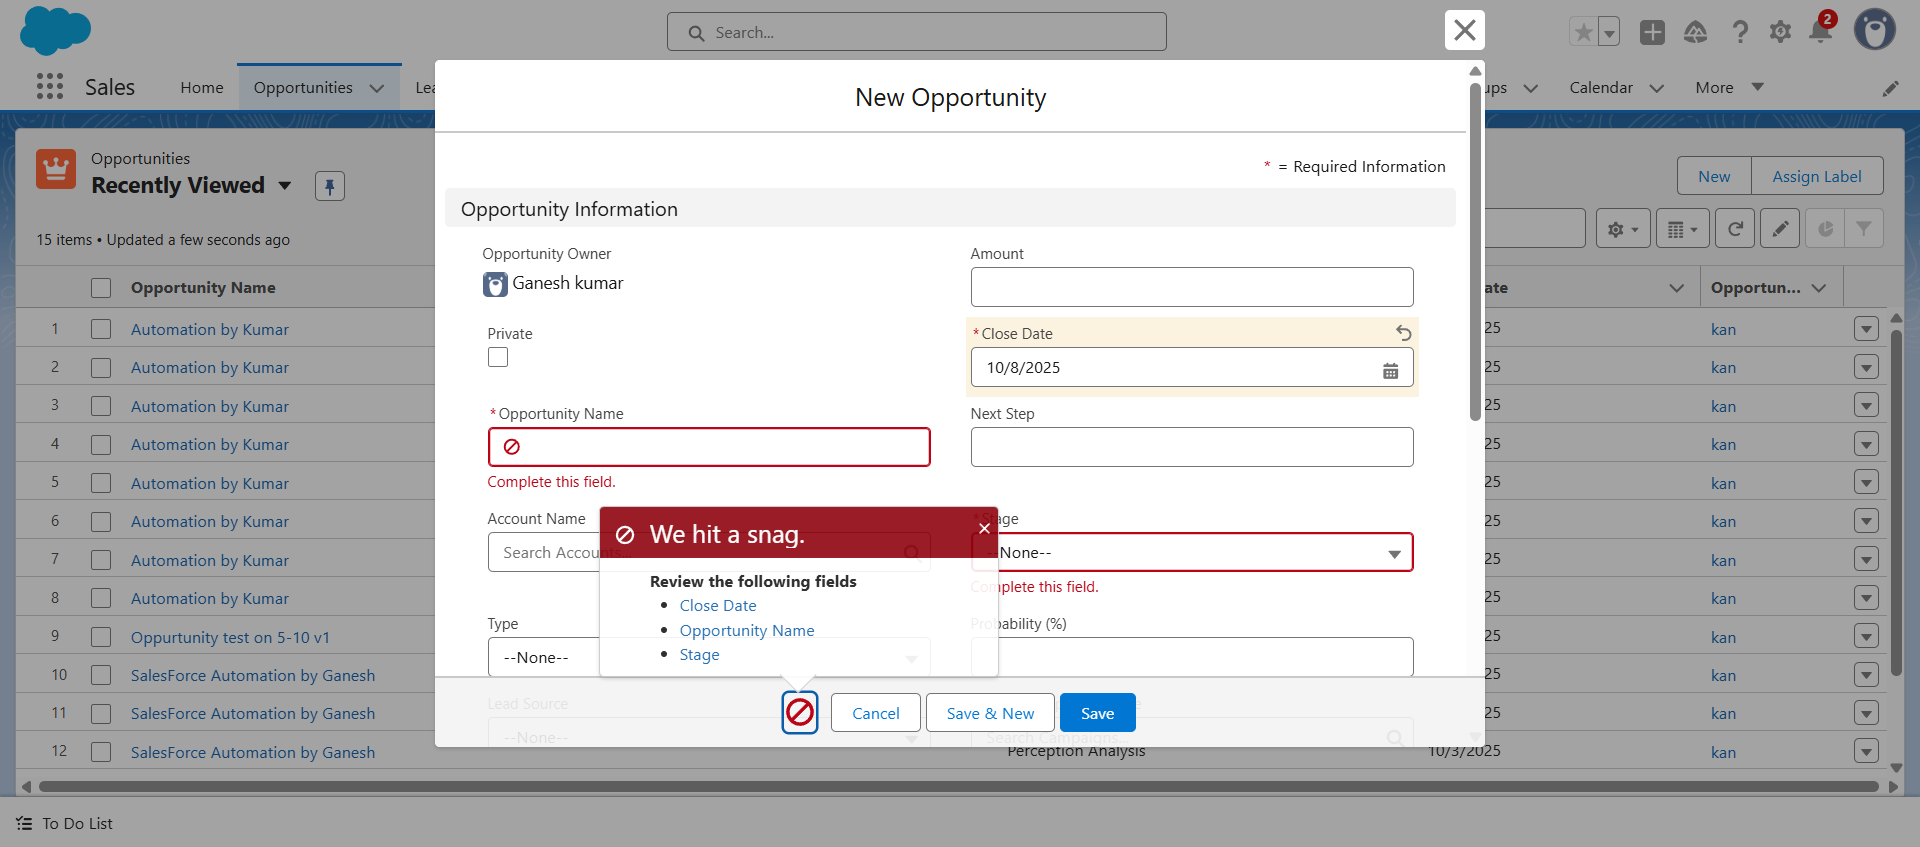 Search...
2
Sales
Home
Opportunities
Lea
ups
Calendar
More
New Opportunity
* = Required Information
Opportunities
Recently Viewed
New
Assign Label
15 items • Updated a few seconds ago
Opportunity Information
Opportunity Owner
Ganesh kumar
Amount
Private
*Close Date
10/8/2025
*Opportunity Name
Complete this field.
Next Step
Account Name
Search Accounts...
*Stage
--None--
Complete this field.
We hit a snag.
Review the following fields
Close Date
Opportunity Name
Stage
Type
--None--
Probability (%)
Lead Source
--None--
Search Campaigns...
Cancel
Save & New
Save
Opportunity Name
ate
Opportun...
1 Automation by Kumar 25 kan
2 Automation by Kumar 25 kan
3 Automation by Kumar 25 kan
4 Automation by Kumar 25 kan
5 Automation by Kumar 25 kan
6 Automation by Kumar 25 kan
7 Automation by Kumar 25 kan
8 Automation by Kumar 25 kan
9 Oppurtunity test on 5-10 v1 25 kan
10 SalesForce Automation by Ganesh 25 kan
11 SalesForce Automation by Ganesh 25 kan
12 SalesForce Automation by Ganesh Perception Analysis 10/3/2025 kan
To Do List